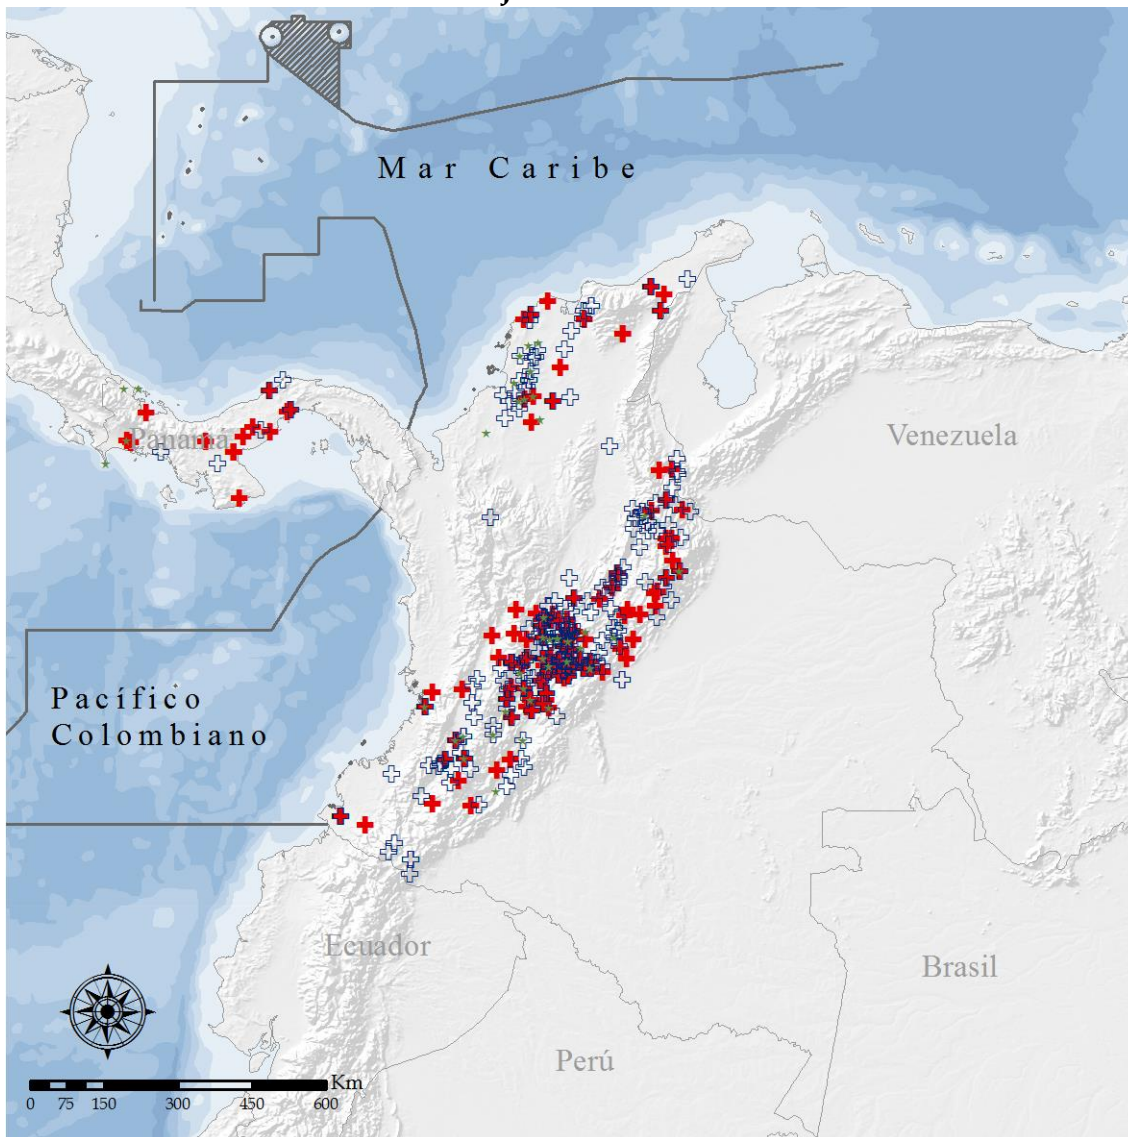 Mar Caribe
Panamá
Venezuela
Pacífico
Colombiano
Ecuador
Brasil
Perú
Km
0 75 150 300 450 600